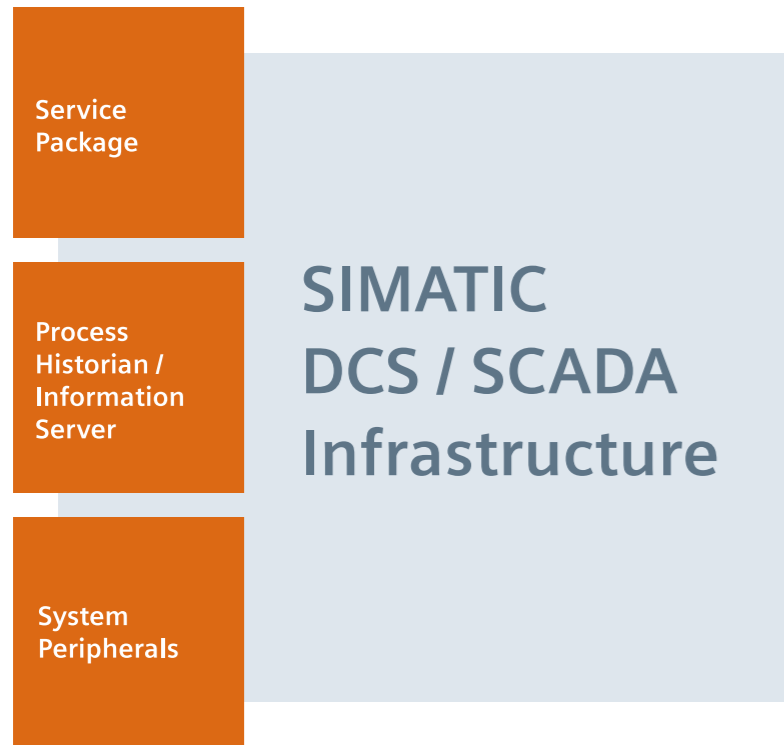 Service
Package
Process
Historian /
Information
Server
System
Peripherals
SIMATIC
DCS / SCADA
Infrastructure